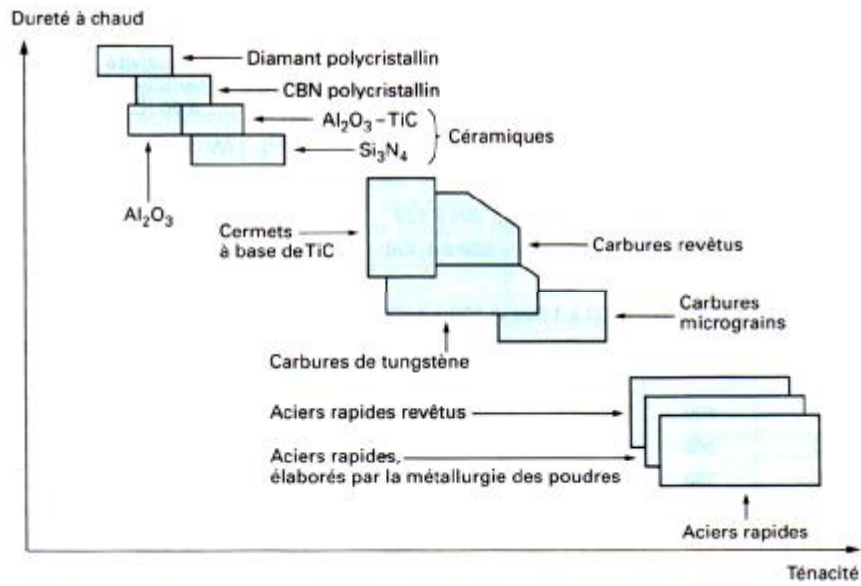 Dureté à chaud
Diamant polycristallin
CBN polycristallin
Al₂O₃–TiC
Céramiques
Si₃N₄
Al₂O₃
Cermets
à base de TiC
Carbures revêtus
Carbures
micrograins
Carbures de tungstène
Aciers rapides revêtus
Aciers rapides,
élaborés par la métallurgie des poudres
Aciers rapides
Ténacité